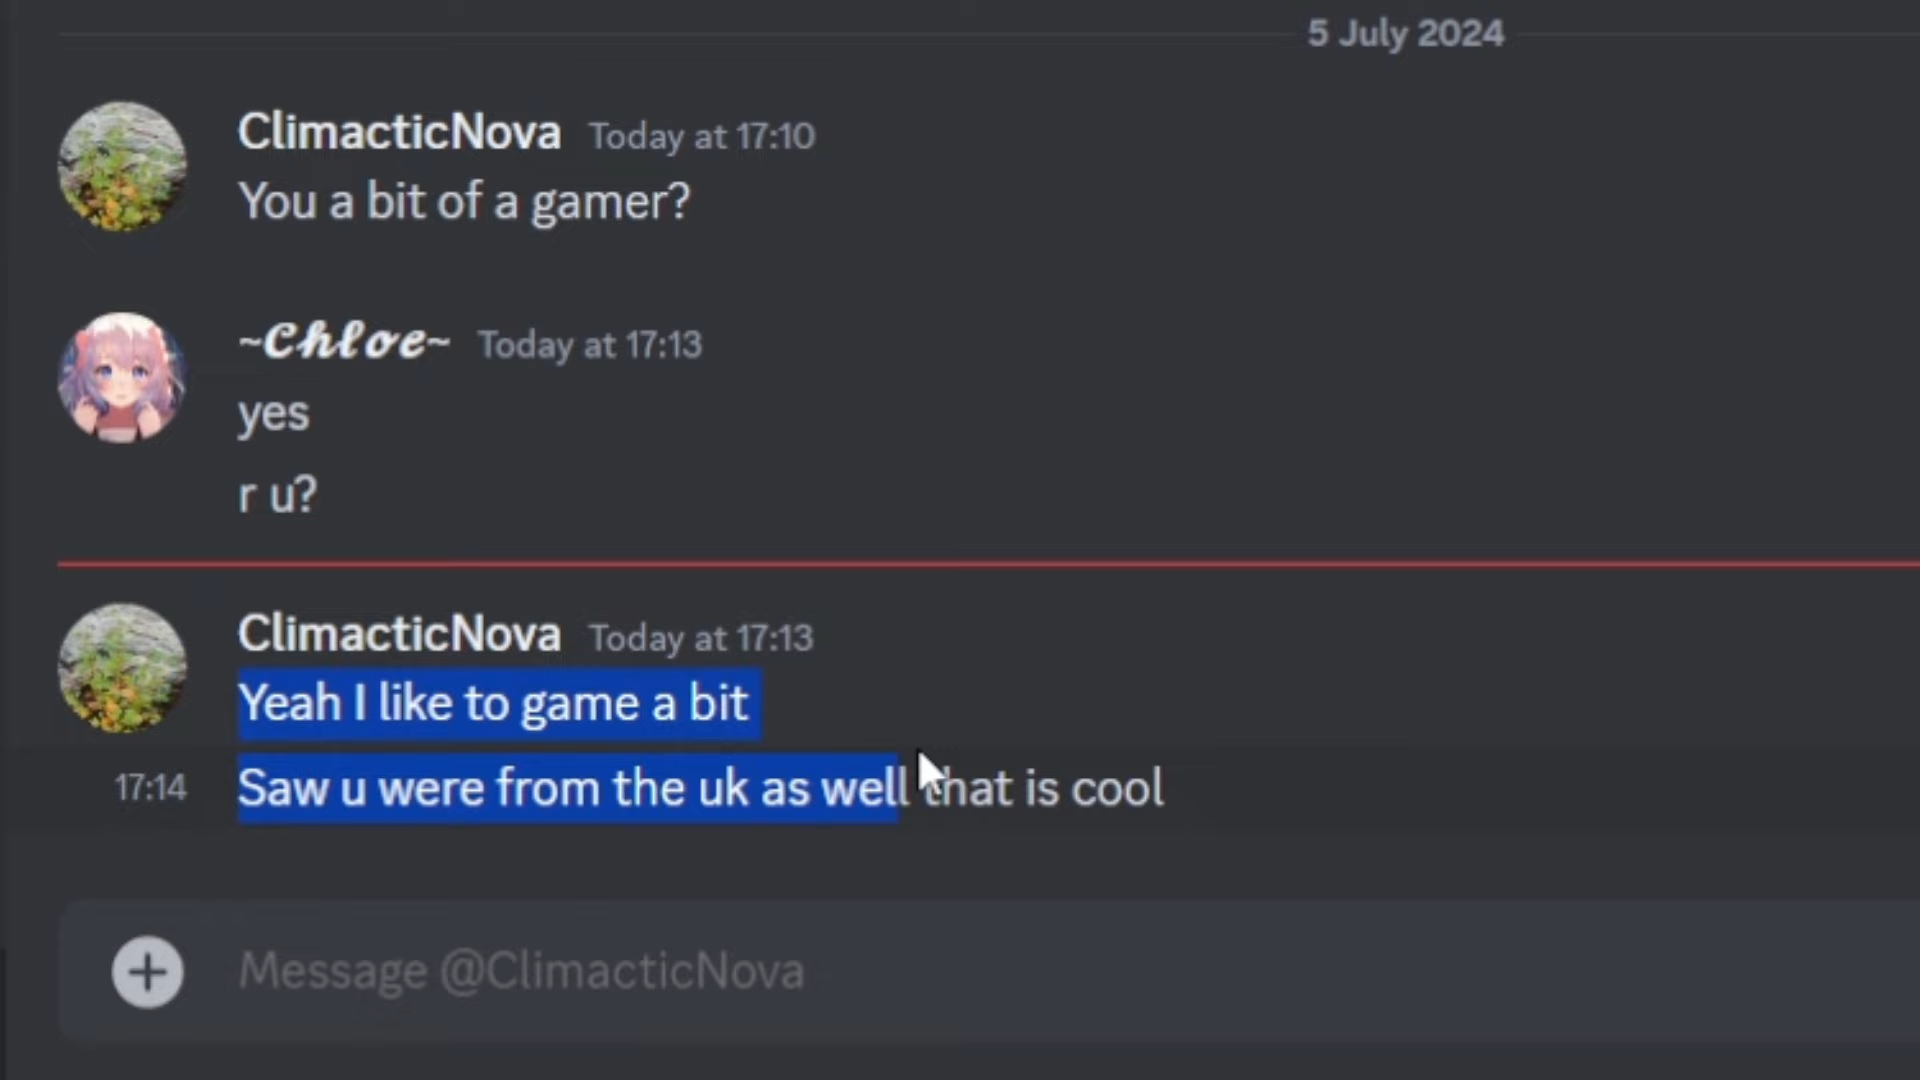 5 July 2024
ClimacticNova Today at 17:10
You a bit of a gamer?
~𝓒𝓱𝓵𝓸𝓮~ Today at 17:13
yes
r u?
ClimacticNova Today at 17:13
Yeah I like to game a bit
17:14 Saw u were from the uk as well that is cool
Message @ClimacticNova